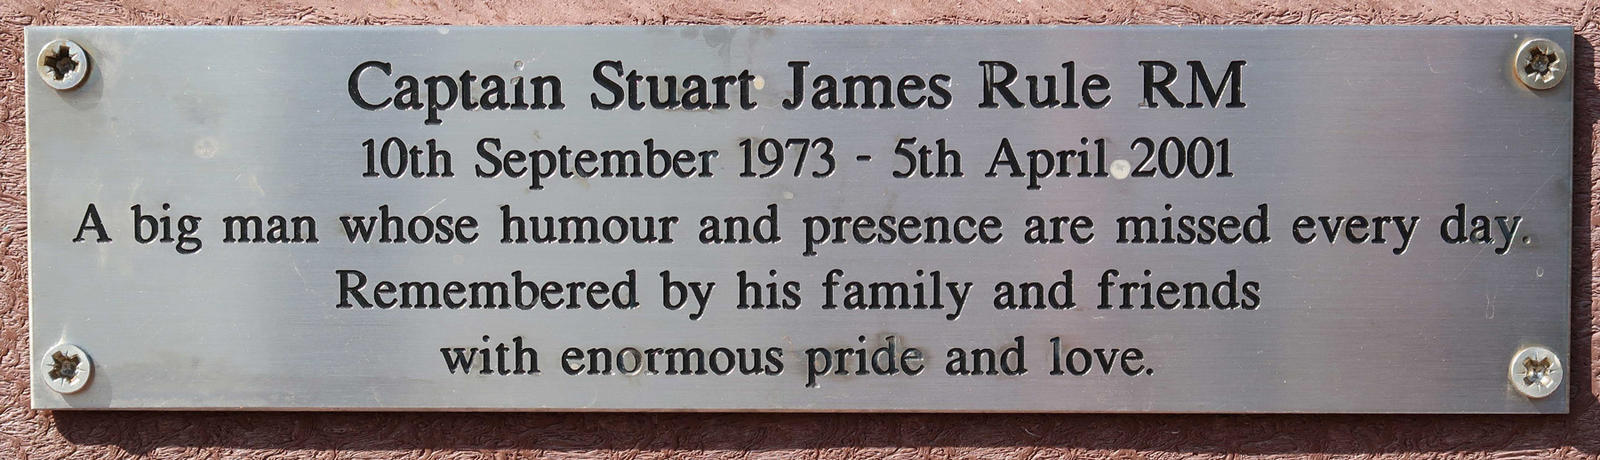 Captain Stuart James Rule RM
10th September 1973 - 5th April 2001
A big man whose humour and presence are missed every day.
Remembered by his family and friends
with enormous pride and love.